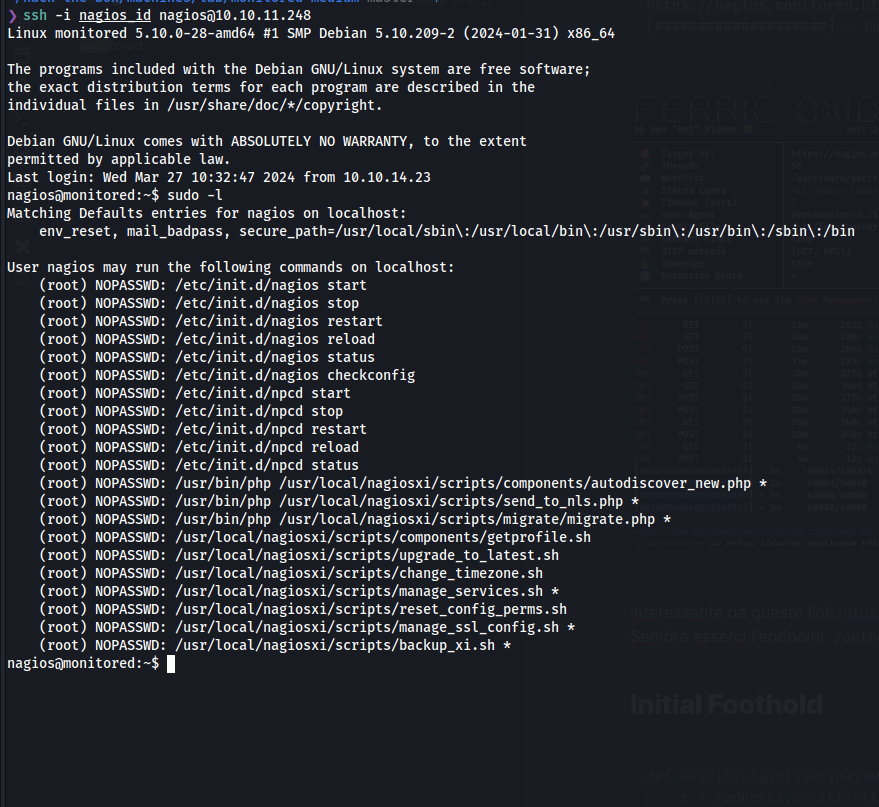 ❯ ssh -i nagios_id nagios@10.10.11.248
Linux monitored 5.10.0-28-amd64 #1 SMP Debian 5.10.209-2 (2024-01-31) x86_64
The programs included with the Debian GNU/Linux system are free software;
the exact distribution terms for each program are described in the
individual files in /usr/share/doc/*/copyright.
Debian GNU/Linux comes with ABSOLUTELY NO WARRANTY, to the extent
permitted by applicable law.
Last login: Wed Mar 27 10:32:47 2024 from 10.10.14.23
nagios@monitored:~$ sudo -l
Matching Defaults entries for nagios on localhost:
    env_reset, mail_badpass, secure_path=/usr/local/sbin\:/usr/local/bin\:/usr/sbin\:/usr/bin\:/sbin\:/bin
User nagios may run the following commands on localhost:
    (root) NOPASSWD: /etc/init.d/nagios start
    (root) NOPASSWD: /etc/init.d/nagios stop
    (root) NOPASSWD: /etc/init.d/nagios restart
    (root) NOPASSWD: /etc/init.d/nagios reload
    (root) NOPASSWD: /etc/init.d/nagios status
    (root) NOPASSWD: /etc/init.d/nagios checkconfig
    (root) NOPASSWD: /etc/init.d/npcd start
    (root) NOPASSWD: /etc/init.d/npcd stop
    (root) NOPASSWD: /etc/init.d/npcd restart
    (root) NOPASSWD: /etc/init.d/npcd reload
    (root) NOPASSWD: /etc/init.d/npcd status
    (root) NOPASSWD: /usr/bin/php /usr/local/nagiosxi/scripts/components/autodiscover_new.php *
    (root) NOPASSWD: /usr/bin/php /usr/local/nagiosxi/scripts/send_to_nls.php *
    (root) NOPASSWD: /usr/bin/php /usr/local/nagiosxi/scripts/migrate/migrate.php *
    (root) NOPASSWD: /usr/local/nagiosxi/scripts/components/getprofile.sh
    (root) NOPASSWD: /usr/local/nagiosxi/scripts/upgrade_to_latest.sh
    (root) NOPASSWD: /usr/local/nagiosxi/scripts/change_timezone.sh
    (root) NOPASSWD: /usr/local/nagiosxi/scripts/manage_services.sh *
    (root) NOPASSWD: /usr/local/nagiosxi/scripts/reset_config_perms.sh
    (root) NOPASSWD: /usr/local/nagiosxi/scripts/manage_ssl_config.sh *
    (root) NOPASSWD: /usr/local/nagiosxi/scripts/backup_xi.sh *
nagios@monitored:~$
interessante da questo link
Sembra esserci l'endpoint
Initial Foothold